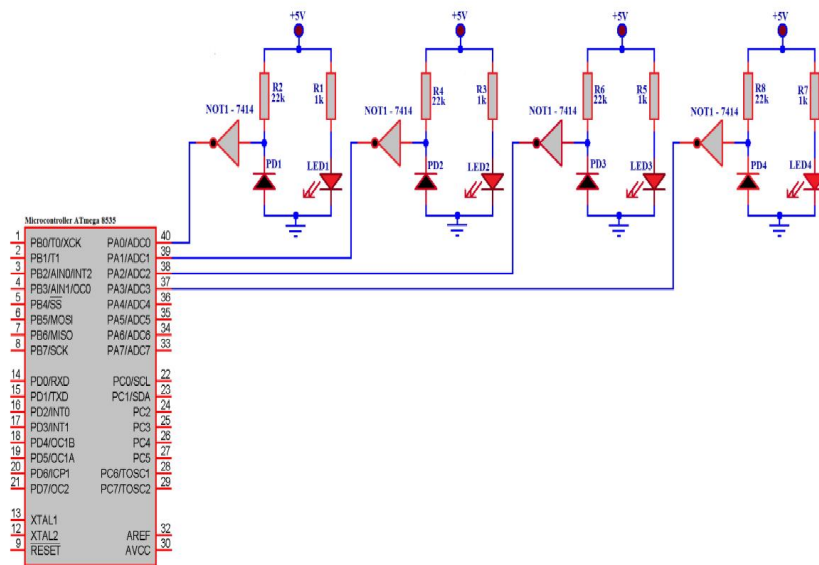 +5V +5V +5V +5V
R2 22k R1 1k R4 22k R3 1k R6 22k R5 1k R8 22k R7 1k
NOT1 - 7414 NOT1 - 7414 NOT1 - 7414 NOT1 - 7414
PD1 LED1 PD2 LED2 PD3 LED3 PD4 LED4
Microcontroller ATmega 8535
1 PB0/T0/XCK PA0/ADC0 40
2 PB1/T1 PA1/ADC1 39
3 PB2/AIN0/INT2 PA2/ADC2 38
4 PB3/AIN1/OC0 PA3/ADC3 37
5 PB4/SS PA4/ADC4 36
6 PB5/MOSI PA5/ADC5 35
7 PB6/MISO PA6/ADC6 34
8 PB7/SCK PA7/ADC7 33
14 PD0/RXD PC0/SCL 22
15 PD1/TXD PC1/SDA 23
16 PD2/INT0 PC2 24
17 PD3/INT1 PC3 25
18 PD4/OC1B PC4 26
19 PD5/OC1A PC5 27
20 PD6/ICP1 PC6/TOSC1 28
21 PD7/OC2 PC7/TOSC2 29
13 XTAL1
12 XTAL2 AREF 32
9 RESET AVCC 30